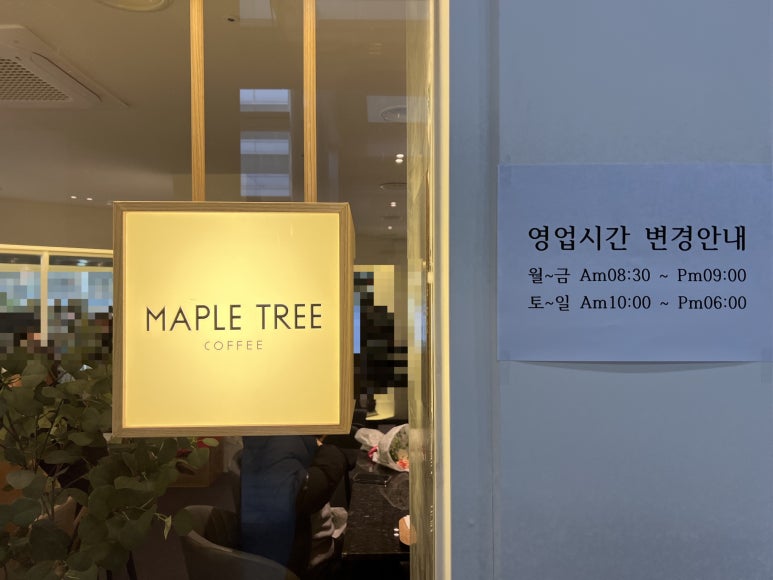 MAPLE TREE
COFFEE
영업시간 변경안내
월~금 Am08:30 ~ Pm09:00
토~일 Am10:00 ~ Pm06:00